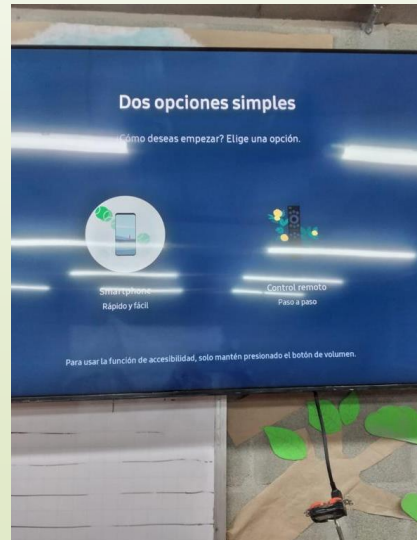 Dos opciones simples
Cómo deseas empezar? Elige una opción.
Smartphone
Rápido y fácil
Control remoto
Paso a paso
Para usar la función de accesibilidad, solo mantén presionado el botón de volumen.